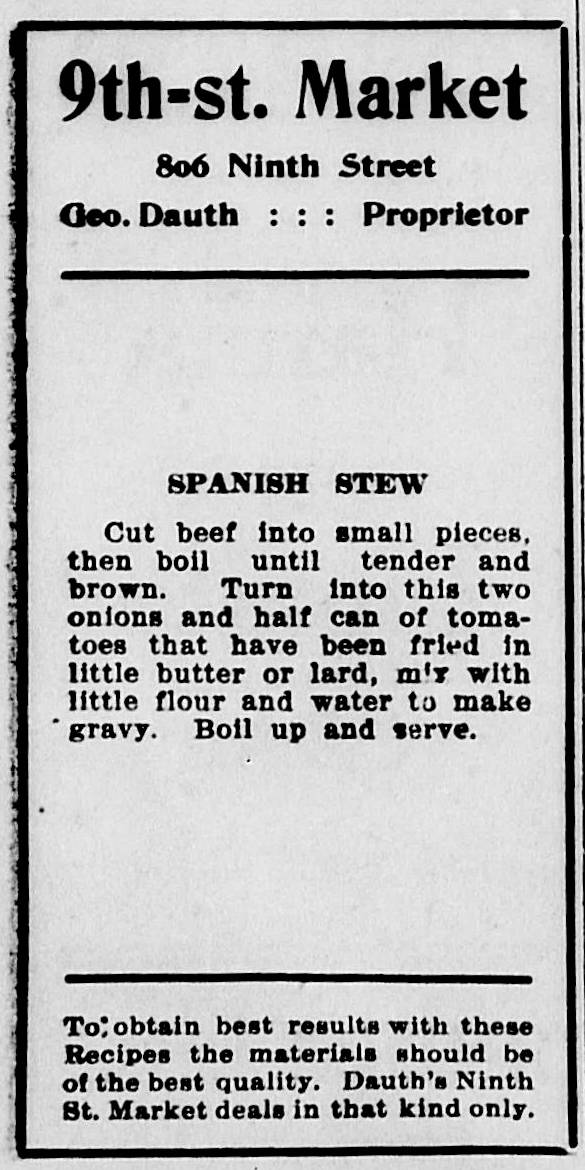 9th-st. Market
806 Ninth Street
Geo. Dauth : : : Proprietor
SPANISH STEW
Cut beef into small pieces,
then boil until tender and
brown. Turn into this two
onions and half can of toma-
toes that have been fried in
little butter or lard, mix with
little flour and water to make
gravy. Boil up and serve.
To obtain best results with these
Recipes the materials should be
of the best quality. Dauth's Ninth
St. Market deals in that kind only.